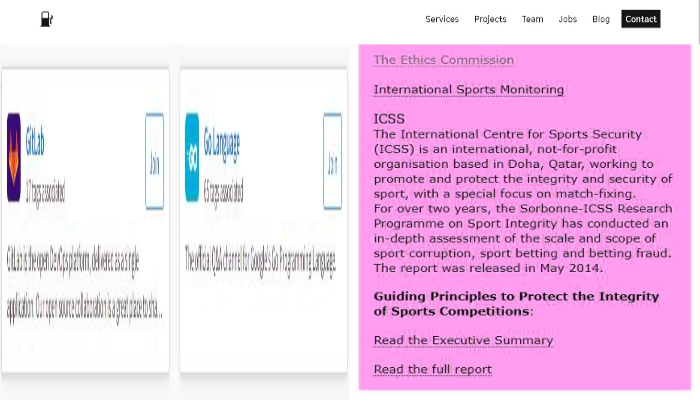 Services Projects Team Jobs Blog Contact
GitLab
17 tags associated
Join
GitLab is the open DevOps platform, delivered as a single
application. Our open source collaboration is a great place to sha...
Go Language
65 tags associated
Join
The official Q&A channel for Google's Go Programming Language.
The Ethics Commission
International Sports Monitoring
ICSS
The International Centre for Sports Security
(ICSS) is an international, not-for-profit
organisation based in Doha, Qatar, working to
promote and protect the integrity and security of
sport, with a special focus on match-fixing.
For over two years, the Sorbonne-ICSS Research
Programme on Sport Integrity has conducted an
in-depth assessment of the scale and scope of
sport corruption, sport betting and betting fraud.
The report was released in May 2014.
Guiding Principles to Protect the Integrity
of Sports Competitions:
Read the Executive Summary
Read the full report